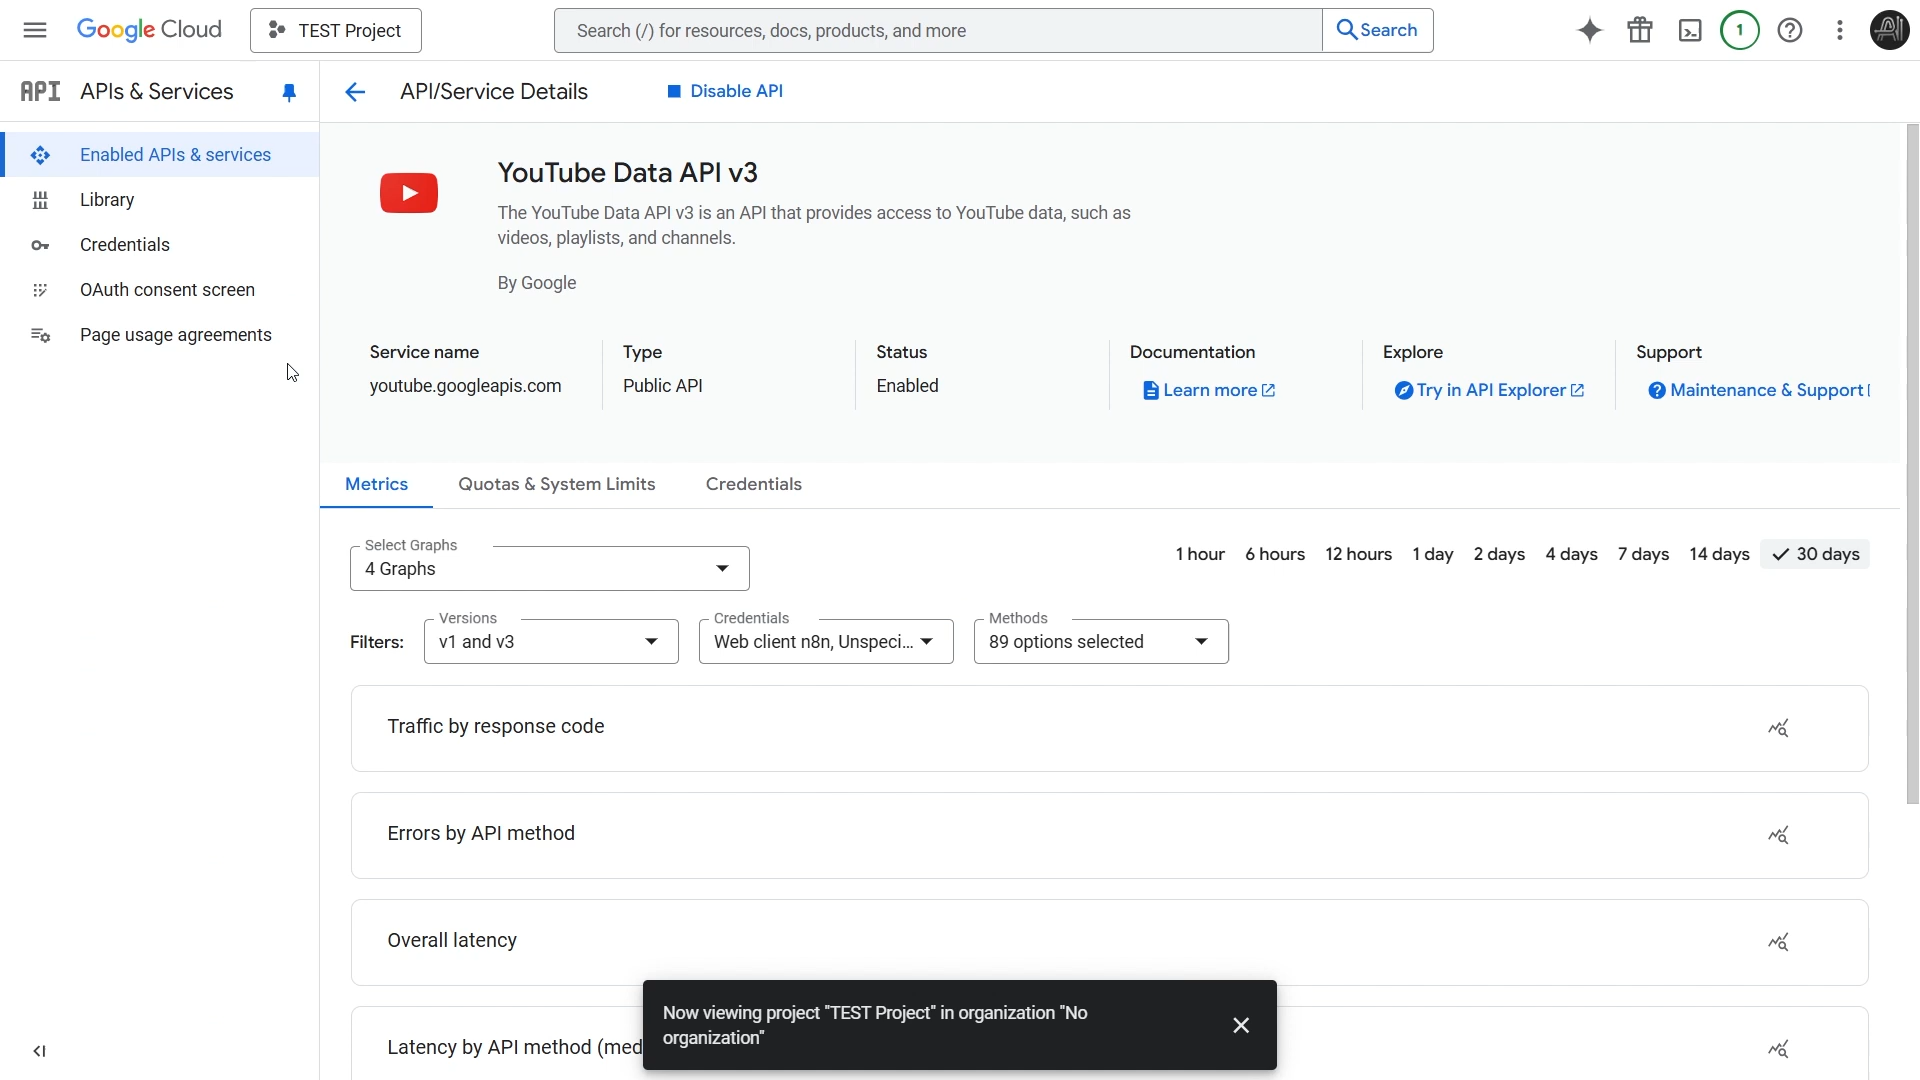 Google Cloud
TEST Project
Search (/) for resources, docs, products, and more
Search
1
API
APIs & Services
API/Service Details
Disable API
Enabled APIs & services
Library
Credentials
OAuth consent screen
Page usage agreements
YouTube Data API v3
The YouTube Data API v3 is an API that provides access to YouTube data, such as
videos, playlists, and channels.
By Google
Service name
youtube.googleapis.com
Type
Public API
Status
Enabled
Documentation
Learn more
Explore
Try in API Explorer
Support
Maintenance & Support
Metrics
Quotas & System Limits
Credentials
Select Graphs
4 Graphs
1 hour
6 hours
12 hours
1 day
2 days
4 days
7 days
14 days
30 days
Filters:
Versions
v1 and v3
Credentials
Web client n8n, Unspeci...
Methods
89 options selected
Traffic by response code
Errors by API method
Overall latency
Latency by API method (med
Now viewing project "TEST Project" in organization "No
organization"